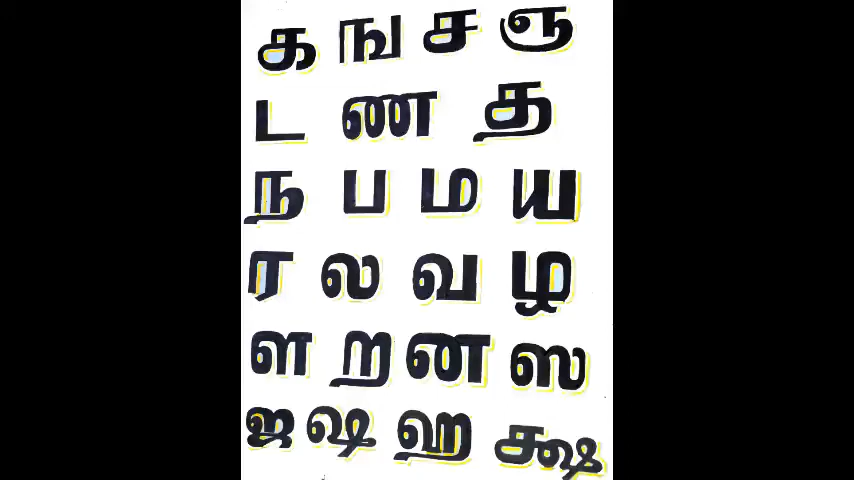 க ங ச ஞ
ட ண த
ந ப ம ய
ர ல வ ழ
ள ற ன ஸ
ஜ ஷ ஹ க்ஷ